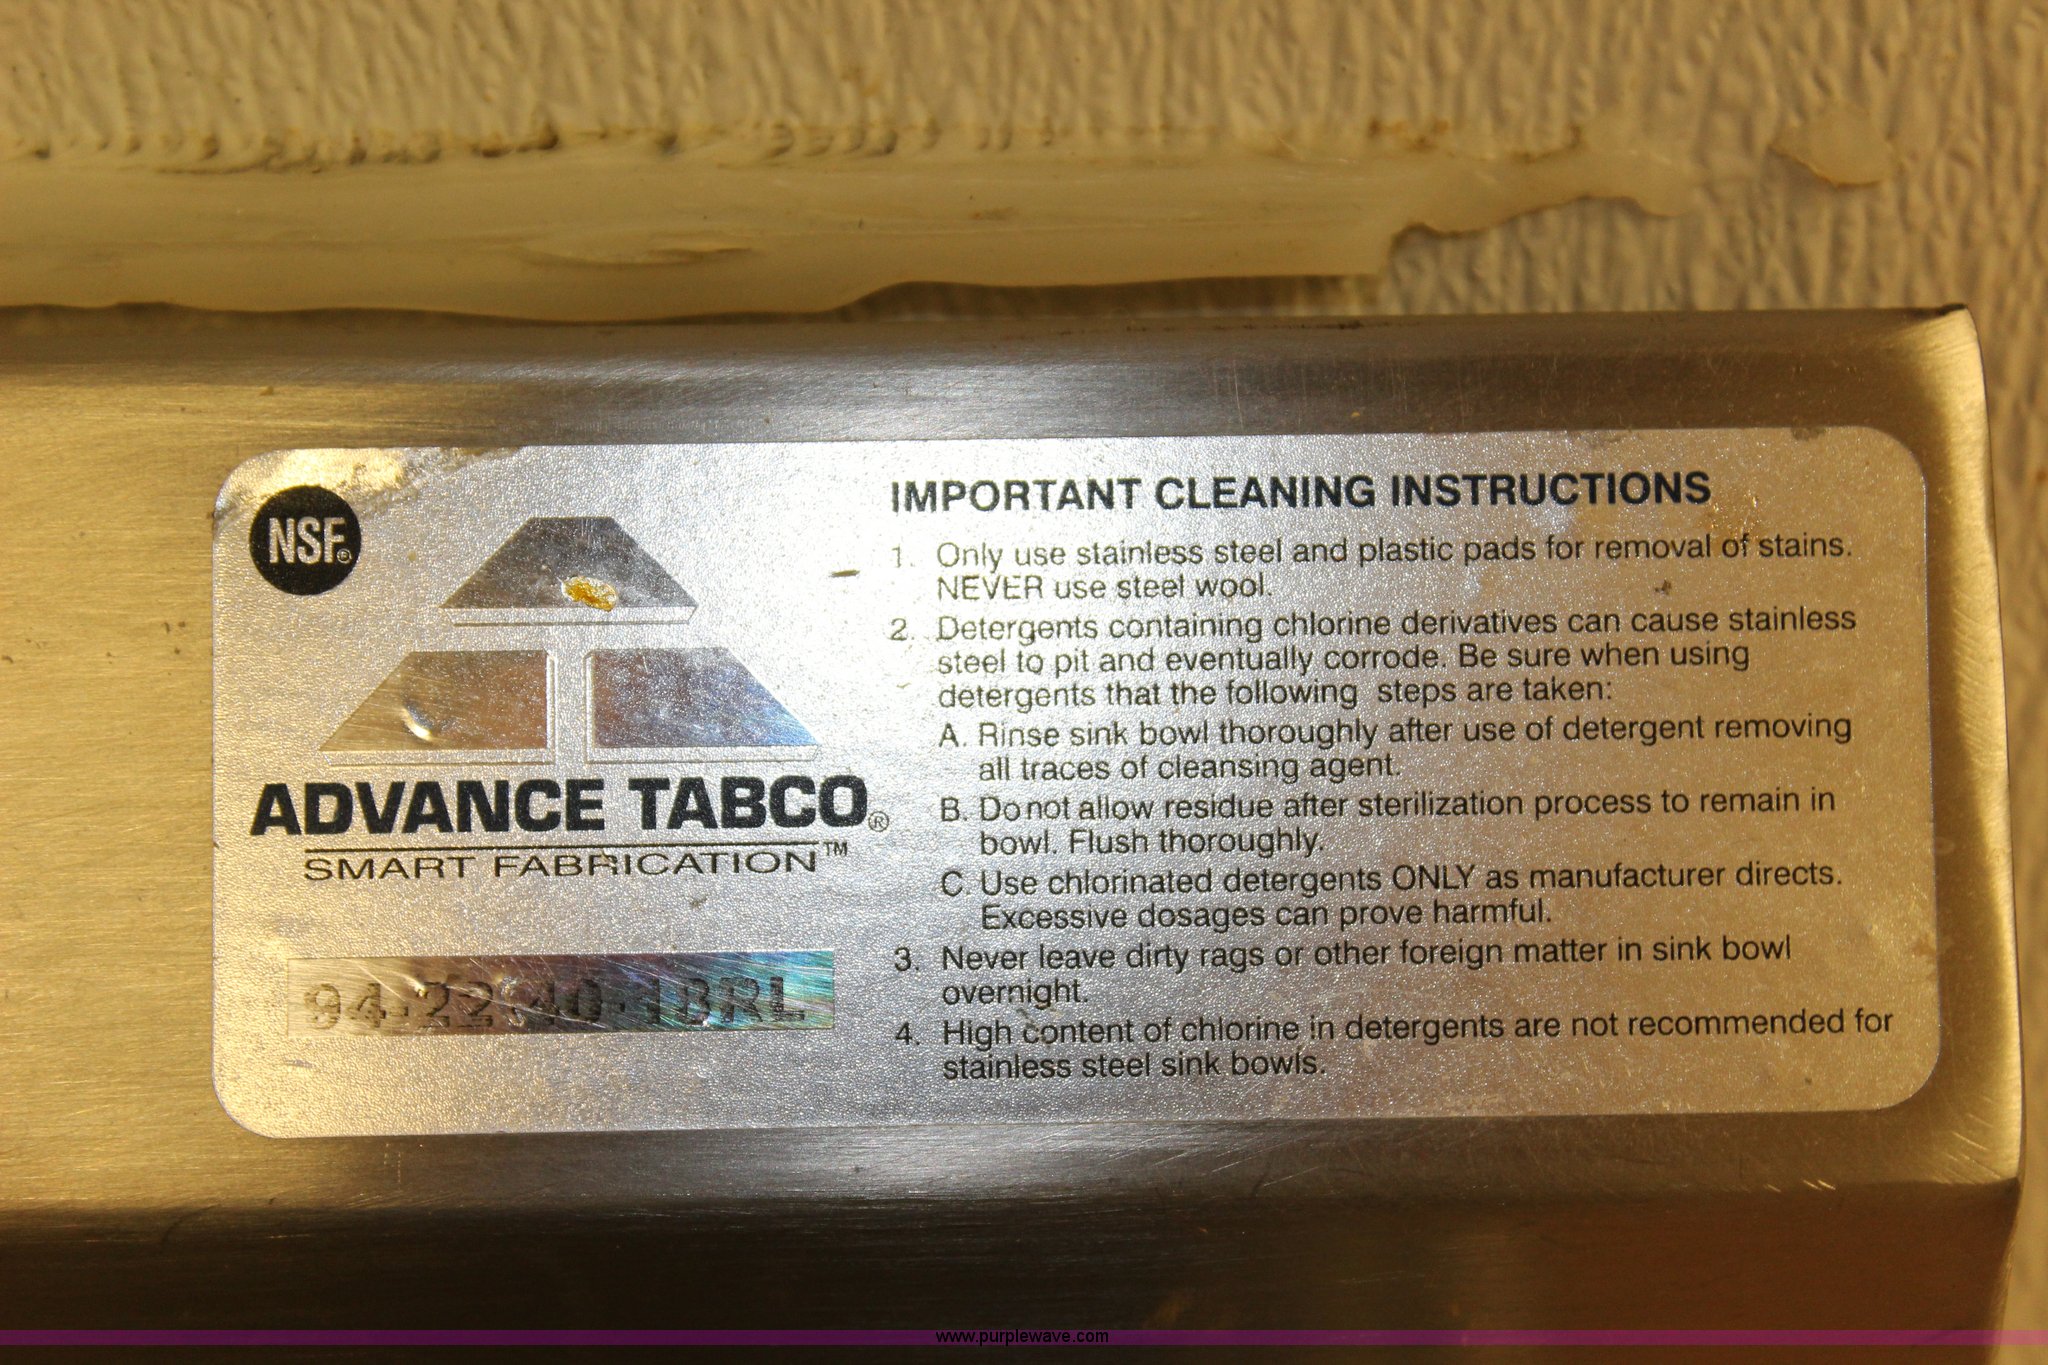 NSF®
ADVANCE TABCO®
SMART FABRICATION™
94-22-40-18RL
IMPORTANT CLEANING INSTRUCTIONS
1. Only use stainless steel and plastic pads for removal of stains.
NEVER use steel wool.
2. Detergents containing chlorine derivatives can cause stainless
steel to pit and eventually corrode. Be sure when using
detergents that the following steps are taken:
A. Rinse sink bowl thoroughly after use of detergent removing
all traces of cleansing agent.
B. Do not allow residue after sterilization process to remain in
bowl. Flush thoroughly.
C. Use chlorinated detergents ONLY as manufacturer directs.
Excessive dosages can prove harmful.
3. Never leave dirty rags or other foreign matter in sink bowl
overnight.
4. High content of chlorine in detergents are not recommended for
stainless steel sink bowls.
www.purplewave.com